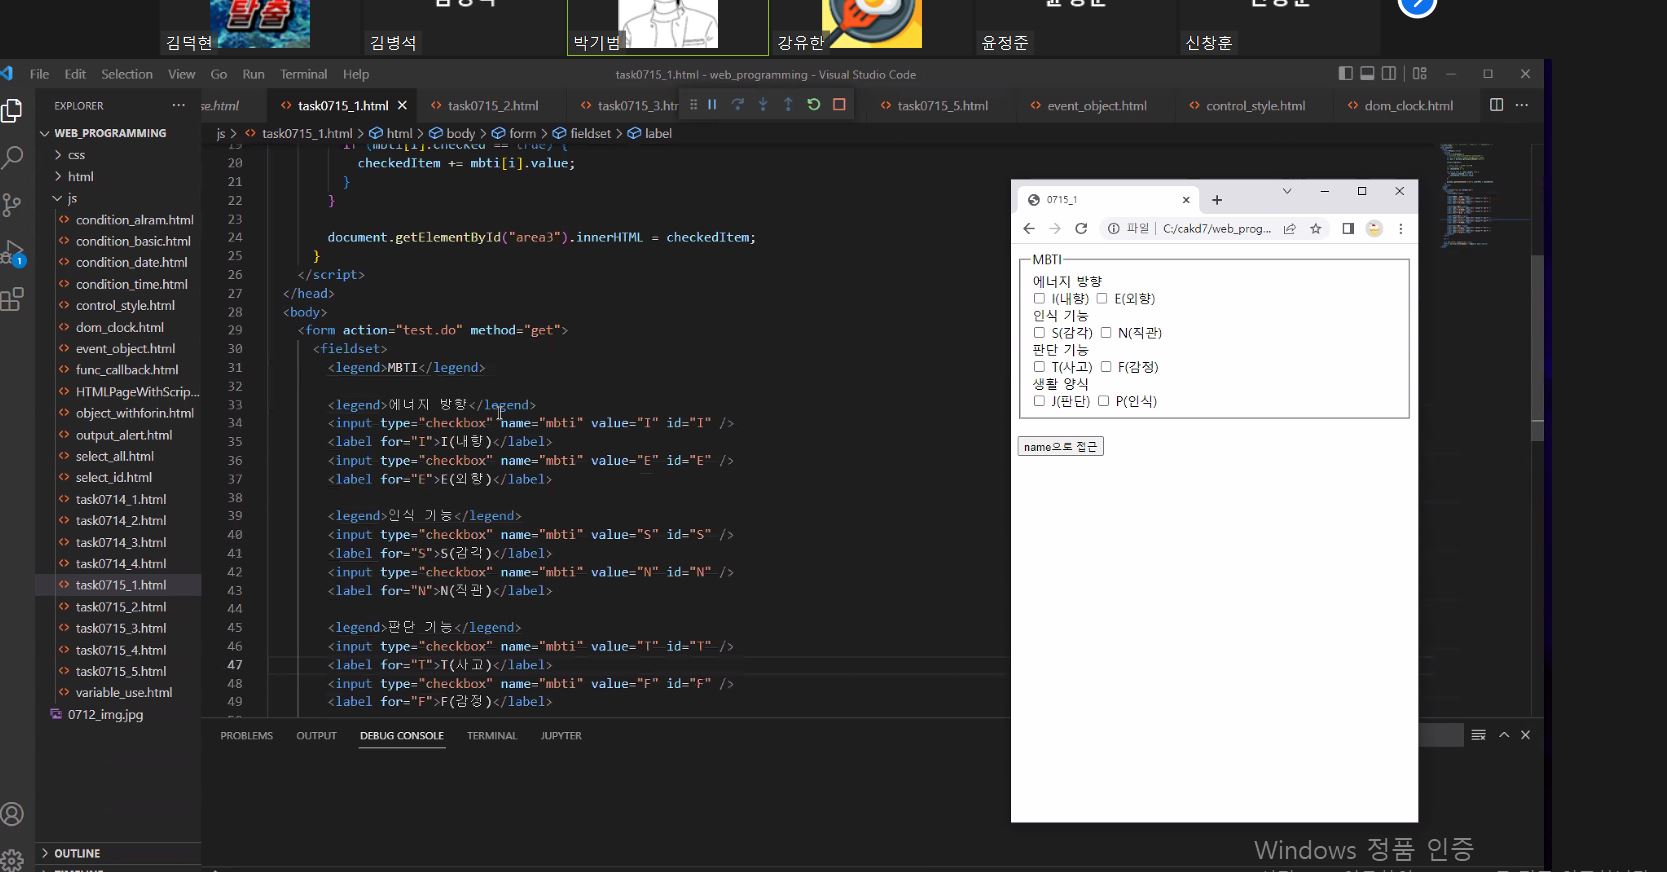 탈출
김덕현
김병석
박기범
강유한
윤정준
신창훈
File Edit Selection View Go Run Terminal Help
task0715_1.html - web_programming - Visual Studio Code
EXPLORER
se.html
task0715_1.html
task0715_2.html
task0715_3.htm
task0715_5.html
event_object.html
control_style.html
dom_clock.html
js > task0715_1.html > html > body > form > fieldset > label
WEB_PROGRAMMING
css
html
js
condition_alram.html
condition_basic.html
condition_date.html
condition_time.html
control_style.html
dom_clock.html
event_object.html
func_callback.html
HTMLPageWithScrip...
object_withforin.html
output_alert.html
select_all.html
select_id.html
task0714_1.html
task0714_2.html
task0714_3.html
task0714_4.html
task0715_1.html
task0715_2.html
task0715_3.html
task0715_4.html
task0715_5.html
variable_use.html
0712_img.jpg
OUTLINE
19 if (mbti[i].checked == true) {
20 checkedItem += mbti[i].value;
21 }
22 }
23
24 document.getElementById("area3").innerHTML = checkedItem;
25 }
26 </script>
27 </head>
28 <body>
29 <form action="test.do" method="get">
30 <fieldset>
31 <legend>MBTI</legend>
32
33 <legend>에너지 방향</legend>
34 <input type="checkbox" name="mbti" value="I" id="I" />
35 <label for="I">I(내향)</label>
36 <input type="checkbox" name="mbti" value="E" id="E" />
37 <label for="E">E(외향)</label>
38
39 <legend>인식 기능</legend>
40 <input type="checkbox" name="mbti" value="S" id="S" />
41 <label for="S">S(감각)</label>
42 <input type="checkbox" name="mbti" value="N" id="N" />
43 <label for="N">N(직관)</label>
44
45 <legend>판단 기능</legend>
46 <input type="checkbox" name="mbti" value="T" id="T" />
47 <label for="T">T(사고)</label>
48 <input type="checkbox" name="mbti" value="F" id="F" />
49 <label for="F">F(감정)</label>
PROBLEMS OUTPUT DEBUG CONSOLE TERMINAL JUPYTER
0715_1
파일 | C:/cakd7/web_prog...
MBTI
에너지 방향
I(내향) E(외향)
인식 기능
S(감각) N(직관)
판단 기능
T(사고) F(감정)
생활 양식
J(판단) P(인식)
name으로 접근
1
Windows 정품 인증